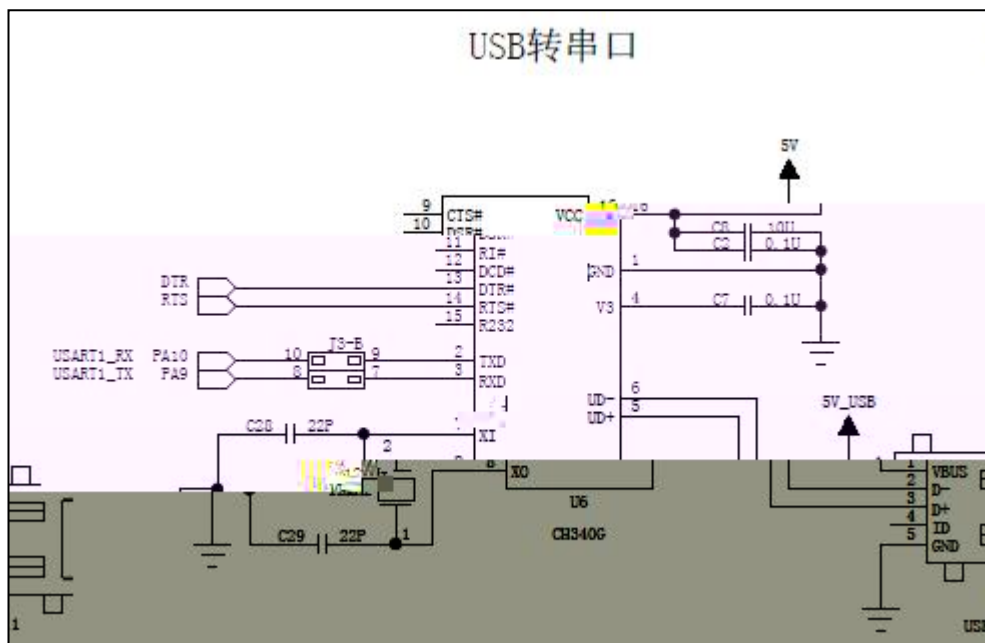 USB转串口
5V
9 CTS#
10 DSR#
VCC
C8 10U
C2 0.1U
11 RI#
12 DCD#
GND 1
DTR 13 DTR#
RTS 14 RTS#
V3 4 C7 0.1U
15 R232
J3-B
USART1_RX PA10 10 9 2 TXD
USART1_TX PA9 8 7 3 RXD
UD- 6
UD+ 5
5V_USB
C28 22P
XI
2
8 XO
1 VBUS
2 D-
3 D+
4 ID
5 GND
U6
CH340G
C29 22P 1
1